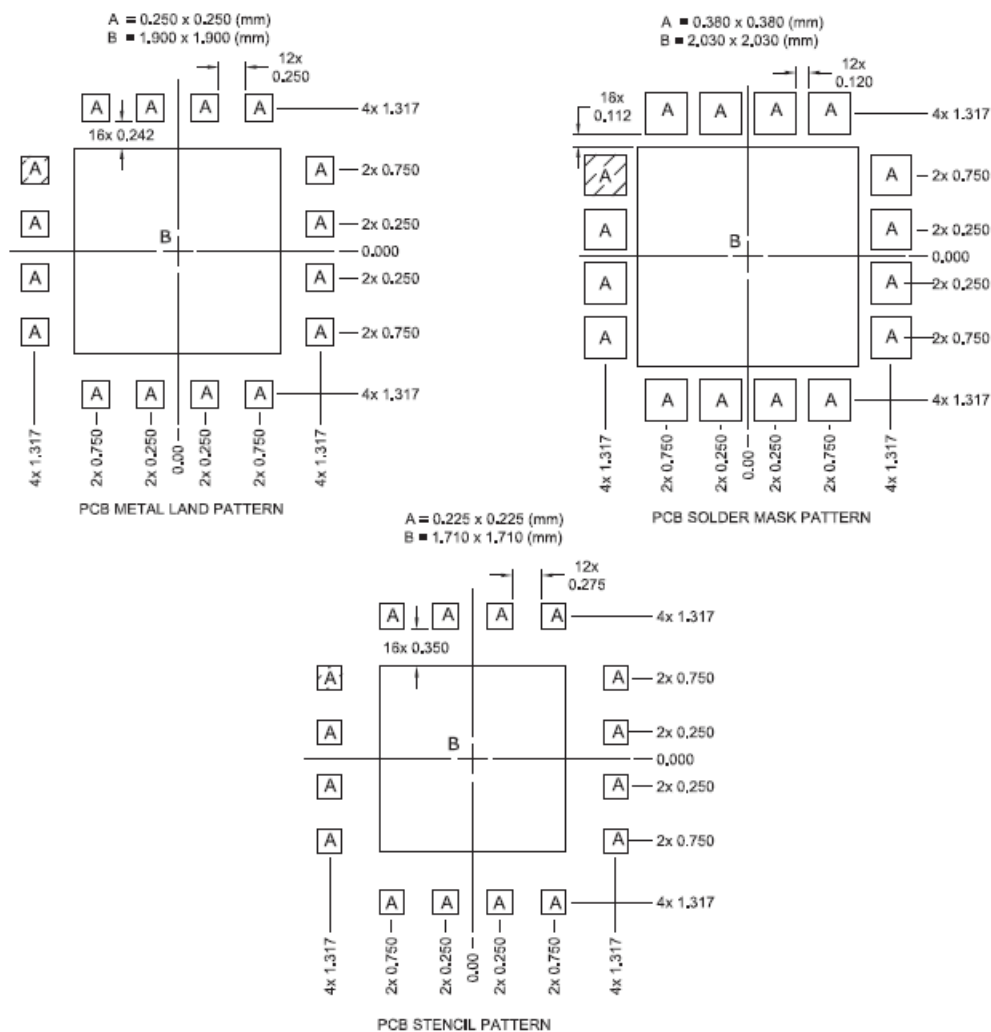 A = 0.250 x 0.250 (mm)
B = 1.900 x 1.900 (mm)
12x
0.250
A A A A
4x 1.317
16x 0.242
A
A
2x 0.750
A
A
2x 0.250
B
0.000
A
A
2x 0.250
A
A
2x 0.750
A A A A
4x 1.317
4x 1.317
2x 0.750
2x 0.250
0.00
2x 0.250
2x 0.750
4x 1.317
PCB METAL LAND PATTERN
A = 0.380 x 0.380 (mm)
B = 2.030 x 2.030 (mm)
12x
0.120
16x
0.112
A A A A
4x 1.317
A
A
2x 0.750
A
A
2x 0.250
B
0.000
A
A
2x 0.250
A
A
2x 0.750
A A A A
4x 1.317
4x 1.317
2x 0.750
2x 0.250
0.00
2x 0.250
2x 0.750
4x 1.317
PCB SOLDER MASK PATTERN
A = 0.225 x 0.225 (mm)
B = 1.710 x 1.710 (mm)
12x
0.275
A A A A
4x 1.317
16x 0.350
A
A
2x 0.750
A
A
2x 0.250
B
0.000
A
A
2x 0.250
A
A
2x 0.750
A A A A
4x 1.317
4x 1.317
2x 0.750
2x 0.250
0.00
2x 0.250
2x 0.750
4x 1.317
PCB STENCIL PATTERN